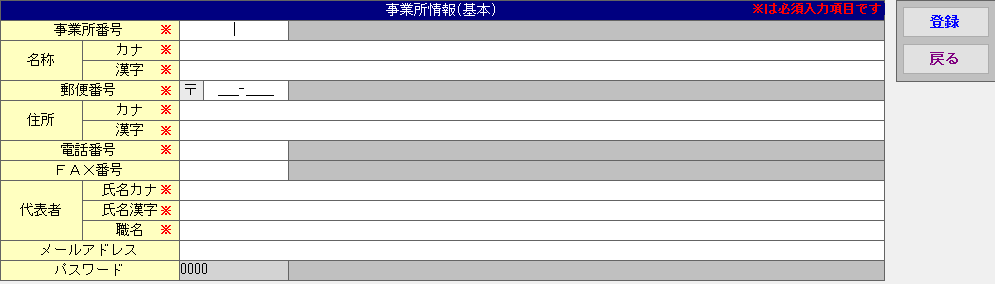 事業所情報(基本)
※は必須入力項目です
登録
戻る
事業所番号 ※
名称
カナ ※
漢字 ※
郵便番号 ※ 〒 ___-____
住所
カナ ※
漢字 ※
電話番号 ※
ＦＡＸ番号
代表者
氏名カナ ※
氏名漢字 ※
職名 ※
メールアドレス
パスワード 0000